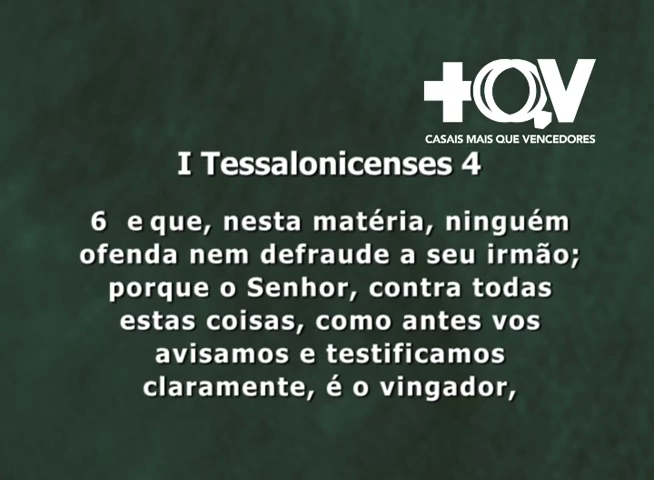 +QV
CASAIS MAIS QUE VENCEDORES
I Tessalonicenses 4
6 e que, nesta matéria, ninguém
ofenda nem defraude a seu irmão;
porque o Senhor, contra todas
estas coisas, como antes vos
avisamos e testificamos
claramente, é o vingador,